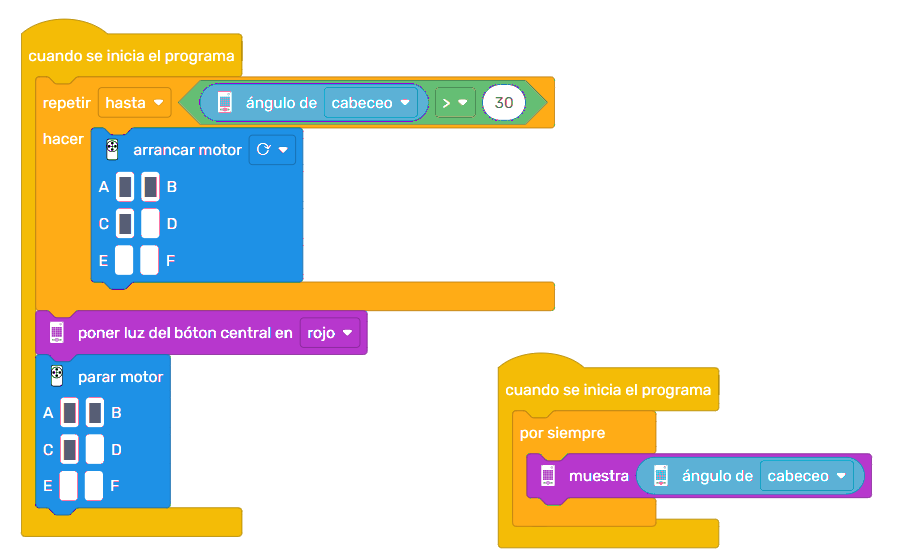 cuando se inicia el programa
repetir hasta ángulo de cabeceo > 30
hacer
arrancar motor
A B
C D
E F
poner luz del bóton central en rojo
parar motor
A B
C D
E F
cuando se inicia el programa
por siempre
muestra ángulo de cabeceo